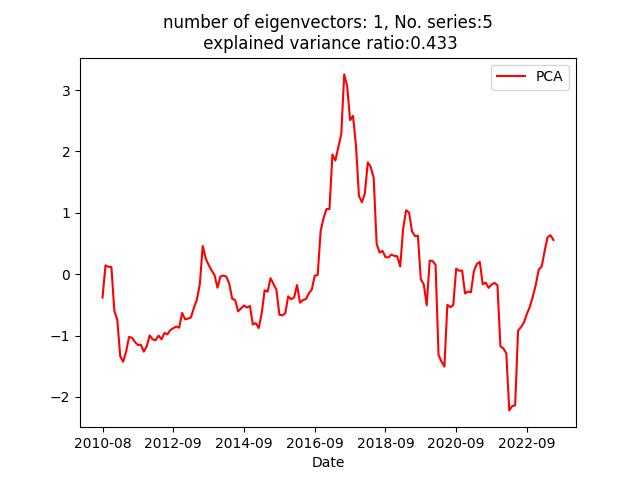 number of eigenvectors: 1, No. series:5
explained variance ratio:0.433
PCA
3
2
1
0
−1
−2
2010-08 2012-09 2014-09 2016-09 2018-09 2020-09 2022-09
Date